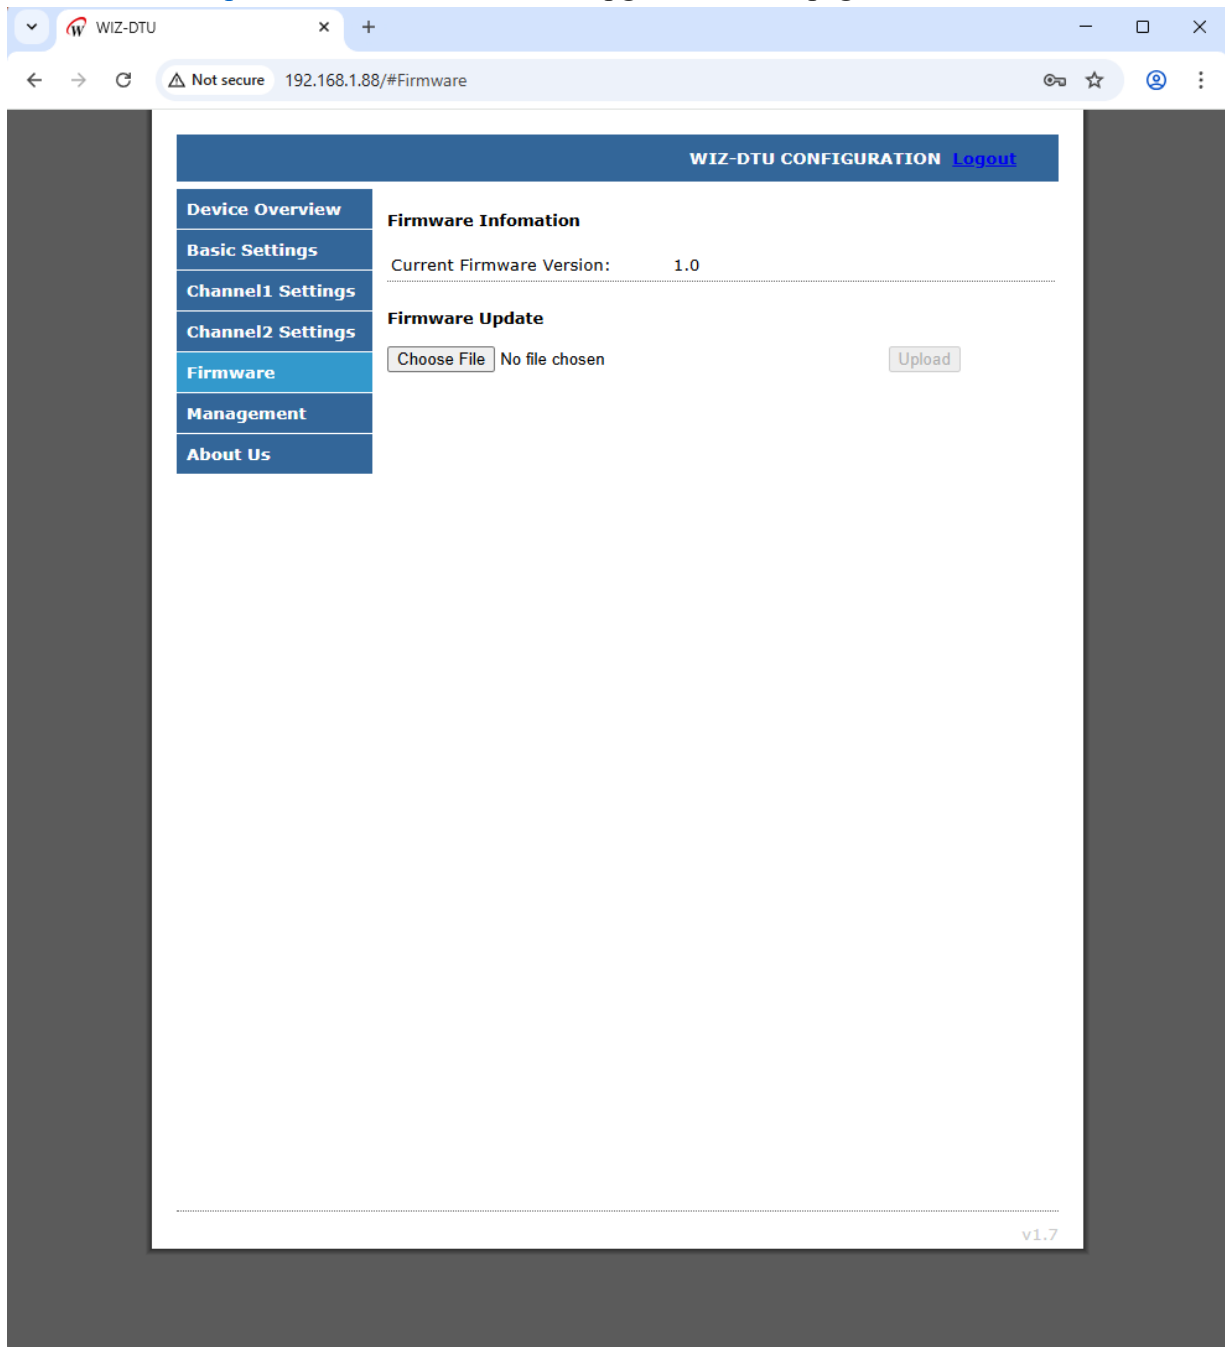 WIZ-DTU
Not secure 192.168.1.88/#Firmware
WIZ-DTU CONFIGURATION Logout
Device Overview
Basic Settings
Channel1 Settings
Channel2 Settings
Firmware
Management
About Us
Firmware Infomation
Current Firmware Version: 1.0
Firmware Update
Choose File No file chosen Upload
v1.7